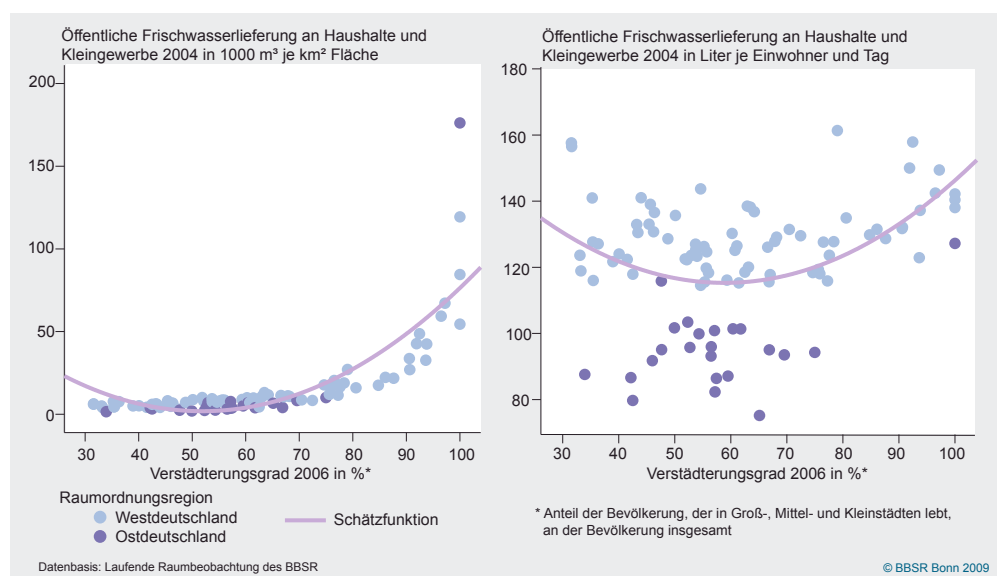 Öffentliche Frischwasserlieferung an Haushalte und
Kleingewerbe 2004 in 1000 m³ je km² Fläche
200
150
100
50
0
30 40 50 60 70 80 90 100
Verstädterungsgrad 2006 in %*
Öffentliche Frischwasserlieferung an Haushalte und
Kleingewerbe 2004 in Liter je Einwohner und Tag
180
160
140
120
100
80
30 40 50 60 70 80 90 100
Verstädterungsgrad 2006 in %*
Raumordnungsregion
Westdeutschland
Ostdeutschland
Schätzfunktion
* Anteil der Bevölkerung, der in Groß-, Mittel- und Kleinstädten lebt,
an der Bevölkerung insgesamt
Datenbasis: Laufende Raumbeobachtung des BBSR
© BBSR Bonn 2009